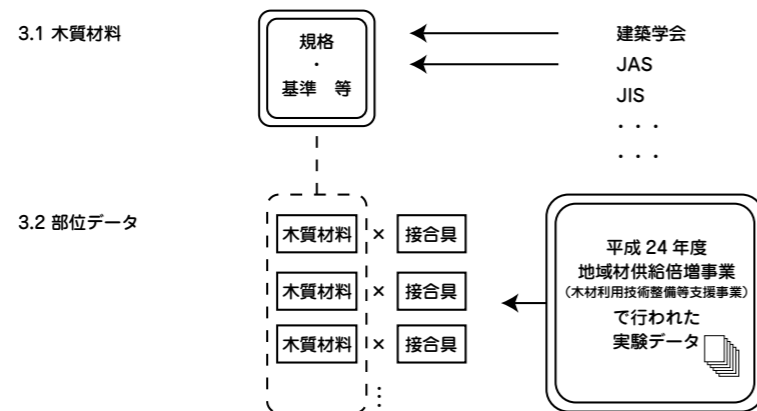 3.1 木質材料
規格
・
基準　等
建築学会
JAS
JIS
・・・
・・・
3.2 部位データ
木質材料 × 接合具
木質材料 × 接合具
木質材料 × 接合具
平成 24 年度
地域材供給倍増事業
（木材利用技術整備等支援事業）
で行われた
実験データ